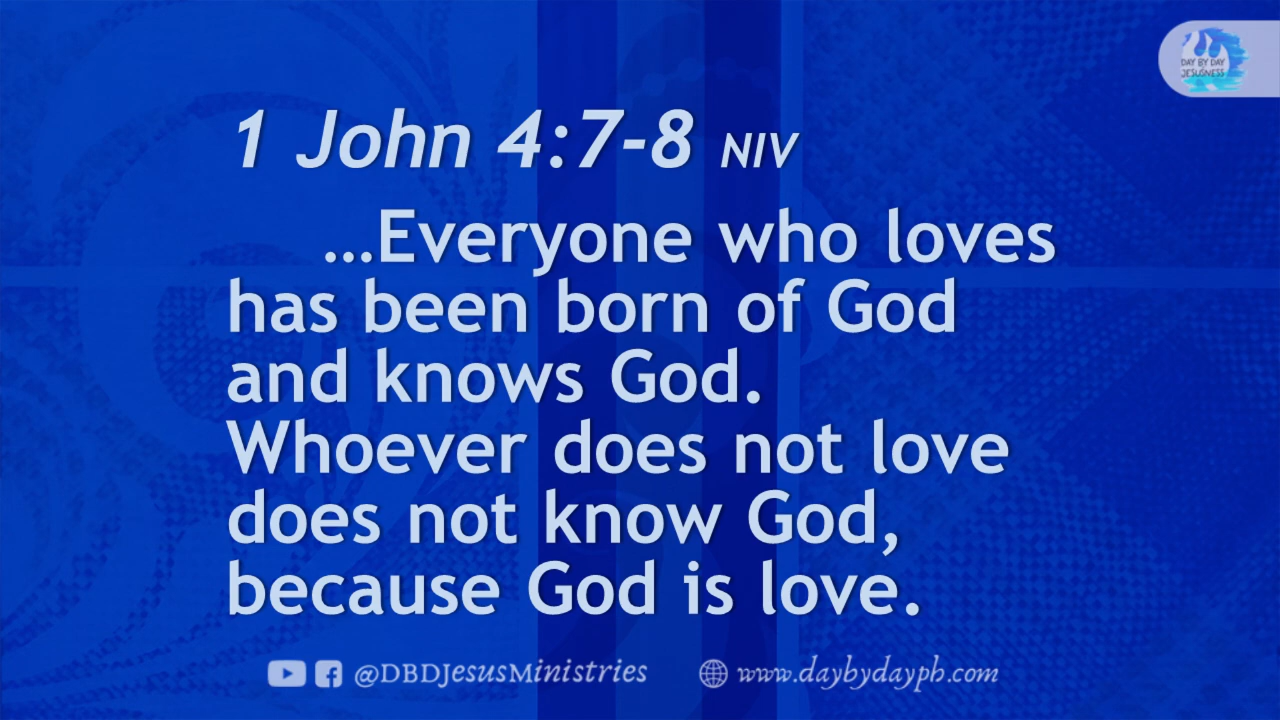 DAY BY DAY
JESUSNESS
1 John 4:7-8 NIV
...Everyone who loves
has been born of God
and knows God.
Whoever does not love
does not know God,
because God is love.
@DBDJesusMinistries www.daybydayph.com